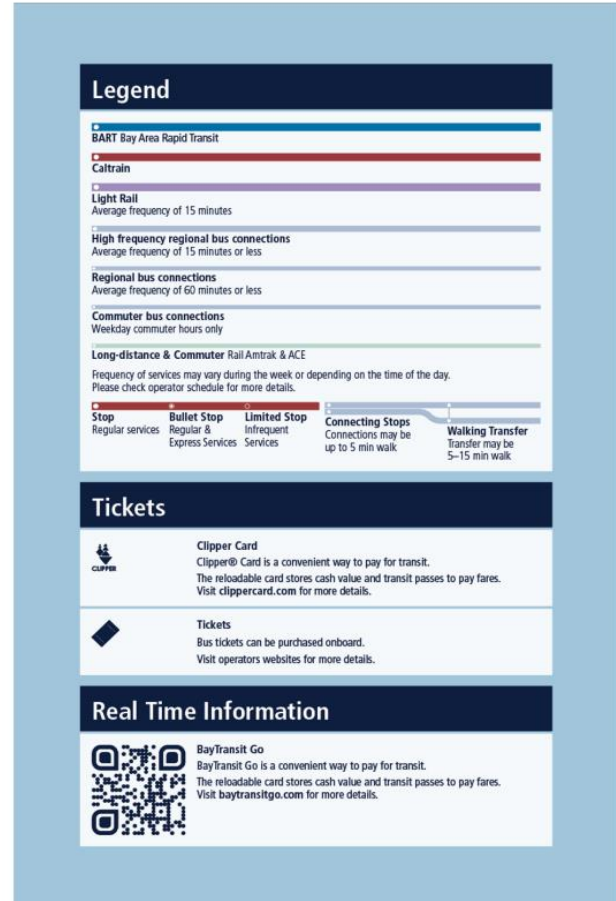 Legend
BART Bay Area Rapid Transit
Caltrain
Light Rail
Average frequency of 15 minutes
High frequency regional bus connections
Average frequency of 15 minutes or less
Regional bus connections
Average frequency of 60 minutes or less
Commuter bus connections
Weekday commuter hours only
Long-distance & Commuter Rail Amtrak & ACE
Frequency of services may vary during the week or depending on the time of the day.
Please check operator schedule for more details.
Stop
Regular services
Bullet Stop
Regular &
Express Services
Limited Stop
Infrequent
Services
Connecting Stops
Connections may be
up to 5 min walk
Walking Transfer
Transfer may be
5–15 min walk
Tickets
CLIPPER
Clipper Card
Clipper® Card is a convenient way to pay for transit.
The reloadable card stores cash value and transit passes to pay fares.
Visit clippercard.com for more details.
Tickets
Bus tickets can be purchased onboard.
Visit operators websites for more details.
Real Time Information
BayTransit Go
BayTransit Go is a convenient way to pay for transit.
The reloadable card stores cash value and transit passes to pay fares.
Visit baytransitgo.com for more details.